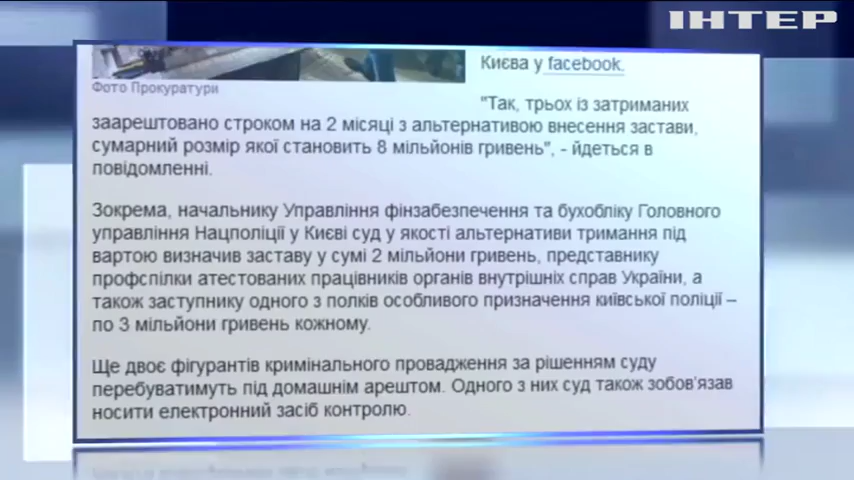 ІНТЕР
Києва у facebook.
Фото Прокуратури
"Так, трьох із затриманих
заарештовано строком на 2 місяці з альтернативою внесення застави,
сумарний розмір якої становить 8 мільйонів гривень", - йдеться в
повідомленні.
Зокрема, начальнику Управління фінзабезпечення та бухобліку Головного
управління Нацполіції у Києві суд у якості альтернативи тримання під
вартою визначив заставу у сумі 2 мільйони гривень, представнику
профспілки атестованих працівників органів внутрішніх справ України, а
також заступнику одного з полків особливого призначення київської поліції –
по 3 мільйони гривень кожному.
Ще двоє фігурантів кримінального провадження за рішенням суду
перебуватимуть під домашнім арештом. Одного з них суд також зобов'язав
носити електронний засіб контролю.